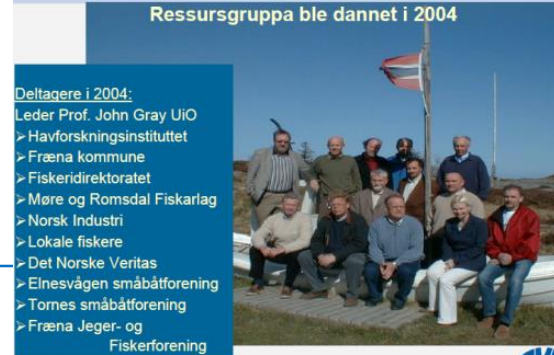 Ressursgruppa ble dannet i 2004
Deltagere i 2004:
Leder Prof. John Gray UiO
➢Havforskningsinstituttet
➢Fræna kommune
➢Fiskeridirektoratet
➢Møre og Romsdal Fiskarlag
➢Norsk Industri
➢Lokale fiskere
➢Det Norske Veritas
➢Elnesvågen småbåtforening
➢Tornes småbåtforening
➢Fræna Jeger- og
Fiskerforening